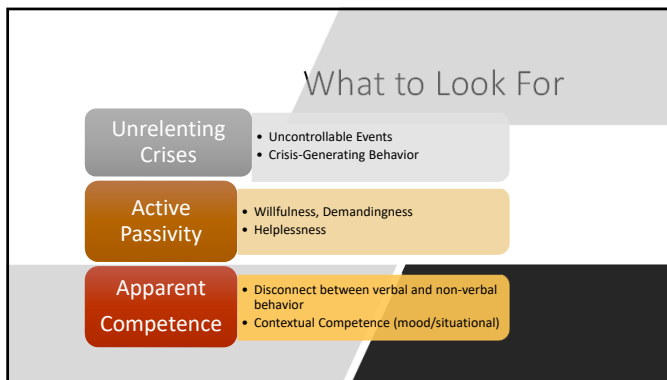 What to Look For
Unrelenting
Crises
• Uncontrollable Events
• Crisis-Generating Behavior
Active
Passivity
• Willfulness, Demandingness
• Helplessness
Apparent
Competence
• Disconnect between verbal and non-verbal
behavior
• Contextual Competence (mood/situational)